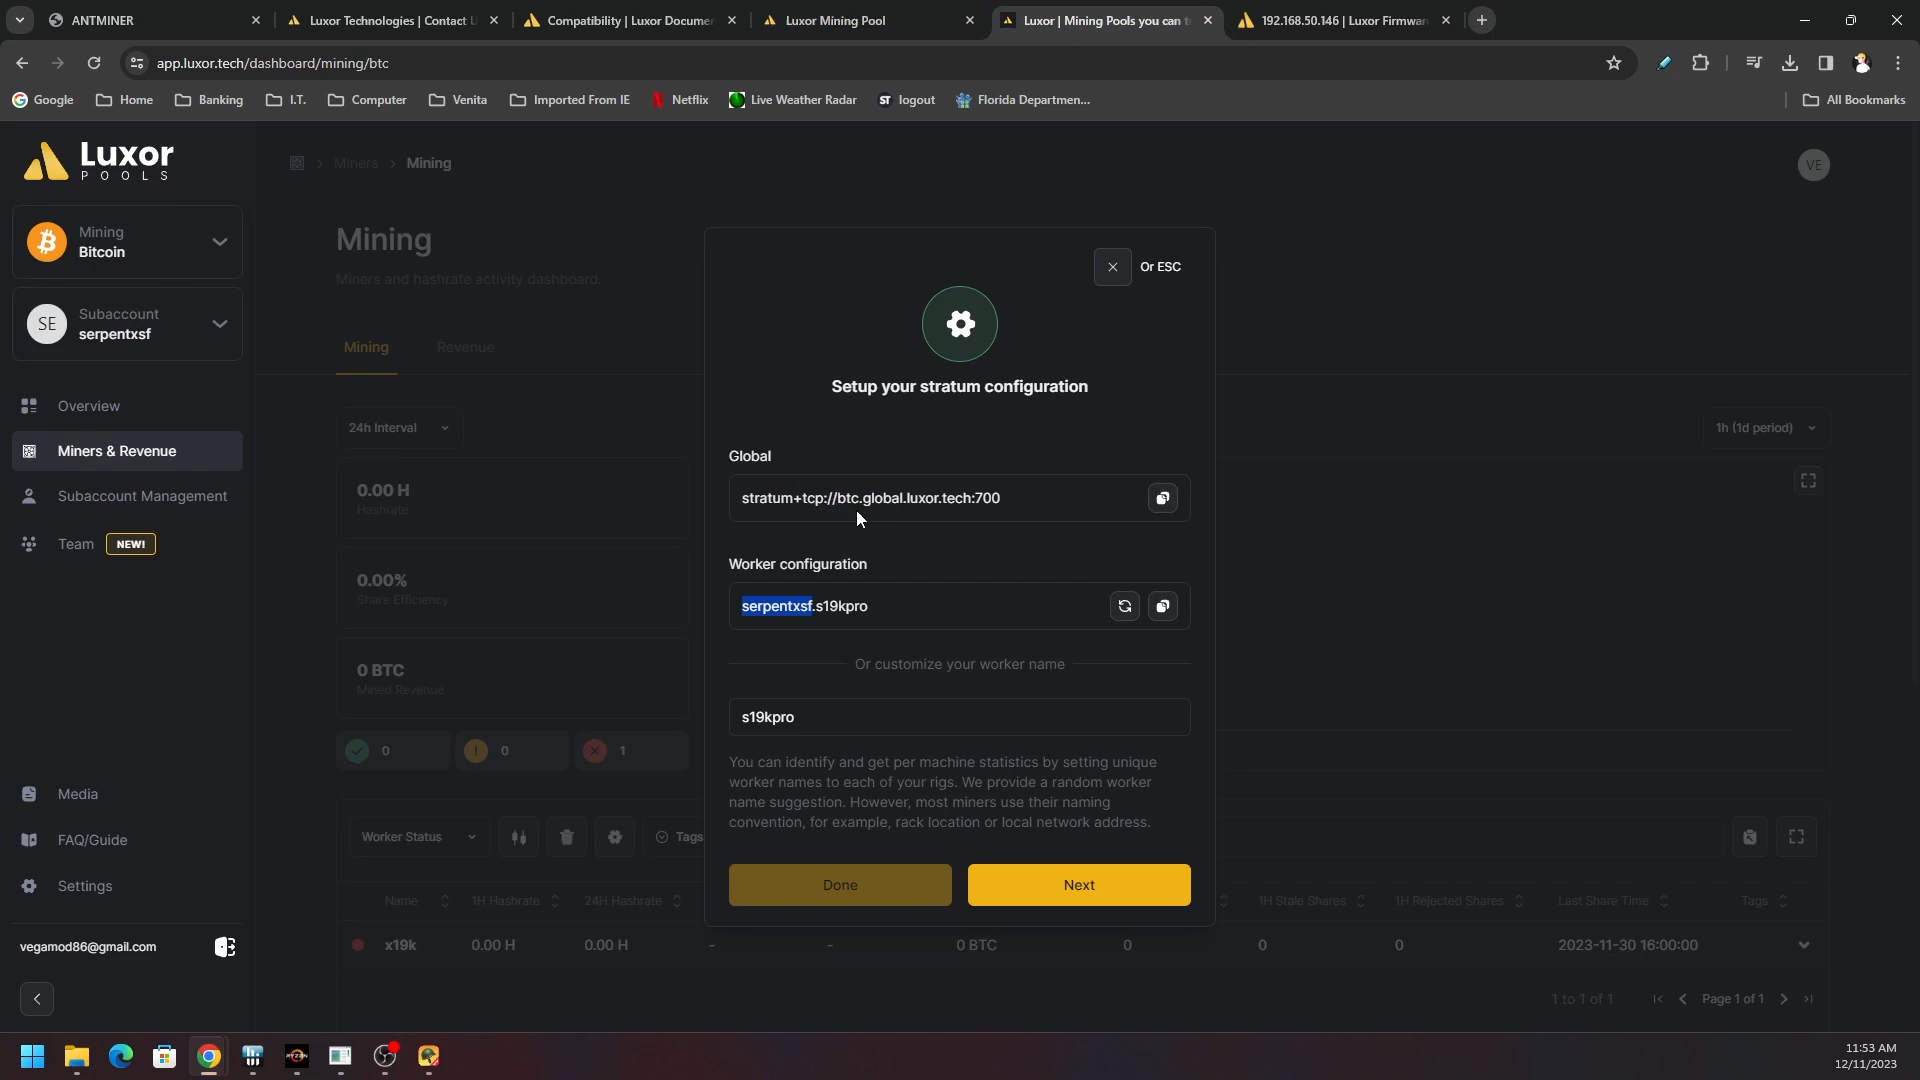 ANTMINER
Luxor Technologies | Contact U
Compatibility | Luxor Documen
Luxor Mining Pool
Luxor | Mining Pools you can t
192.168.50.146 | Luxor Firmwar
app.luxor.tech/dashboard/mining/btc
Google
Home
Banking
I.T.
Computer
Venita
Imported From IE
Netflix
Live Weather Radar
ST logout
Florida Departmen...
All Bookmarks
Luxor
POOLS
Mining
Bitcoin
SE
Subaccount
serpentxsf
Overview
Miners & Revenue
Subaccount Management
Team NEW!
Media
FAQ/Guide
Settings
vegamod86@gmail.com
Miners > Mining
VE
Mining
Miners and hashrate activity dashboard.
Mining
Revenue
24h Interval
1h (1d period)
0.00 H
Hashrate
0.00%
Share Efficiency
0 BTC
Mined Revenue
0
0
1
Or ESC
Setup your stratum configuration
Global
stratum+tcp://btc.global.luxor.tech:700
Worker configuration
serpentxsf.s19kpro
Or customize your worker name
s19kpro
You can identify and get per machine statistics by setting unique
worker names to each of your rigs. We provide a random worker
name suggestion. However, most miners use their naming
convention, for example, rack location or local network address.
Done
Next
Worker Status
Tags
Name
1H Hashrate
24H Hashrate
1H Stale Shares
1H Rejected Shares
Last Share Time
Tags
x19k
0.00 H
0.00 H
-
-
0 BTC
0
0
0
2023-11-30 16:00:00
1 to 1 of 1
Page 1 of 1
RYZEN
11:53 AM
12/11/2023